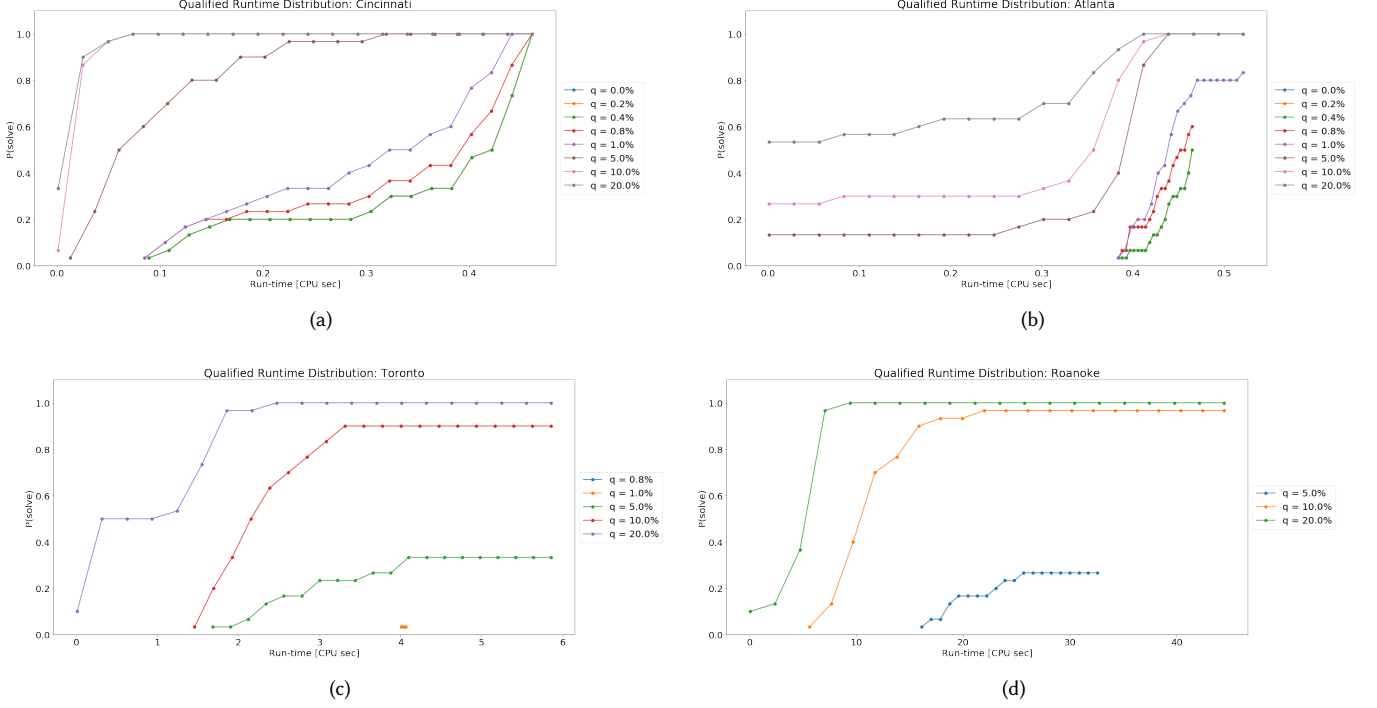 Qualified Runtime Distribution: Cincinnati
P(solve)
1.0
0.8
0.6
0.4
0.2
0.0
0.0 0.1 0.2 0.3 0.4
Run-time [CPU sec]
q = 0.0%
q = 0.2%
q = 0.4%
q = 0.8%
q = 1.0%
q = 5.0%
q = 10.0%
q = 20.0%
(a)
Qualified Runtime Distribution: Atlanta
P(solve)
1.0
0.8
0.6
0.4
0.2
0.0
0.0 0.1 0.2 0.3 0.4 0.5
Run-time [CPU sec]
q = 0.0%
q = 0.2%
q = 0.4%
q = 0.8%
q = 1.0%
q = 5.0%
q = 10.0%
q = 20.0%
(b)
Qualified Runtime Distribution: Toronto
P(solve)
1.0
0.8
0.6
0.4
0.2
0.0
0 1 2 3 4 5 6
Run-time [CPU sec]
q = 0.8%
q = 1.0%
q = 5.0%
q = 10.0%
q = 20.0%
(c)
Qualified Runtime Distribution: Roanoke
P(solve)
1.0
0.8
0.6
0.4
0.2
0.0
0 10 20 30 40
Run-time [CPU sec]
q = 5.0%
q = 10.0%
q = 20.0%
(d)